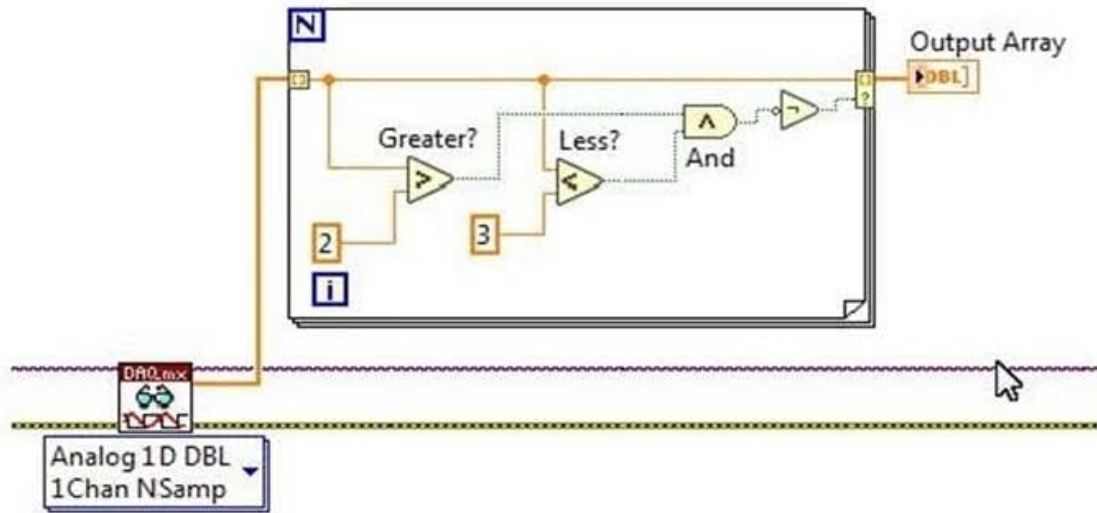 N
Output Array
DBL]
?
Greater?
Less?
>
<
∧
And
¬
2
3
i
DAQmx
Analog 1D DBL
1Chan NSamp